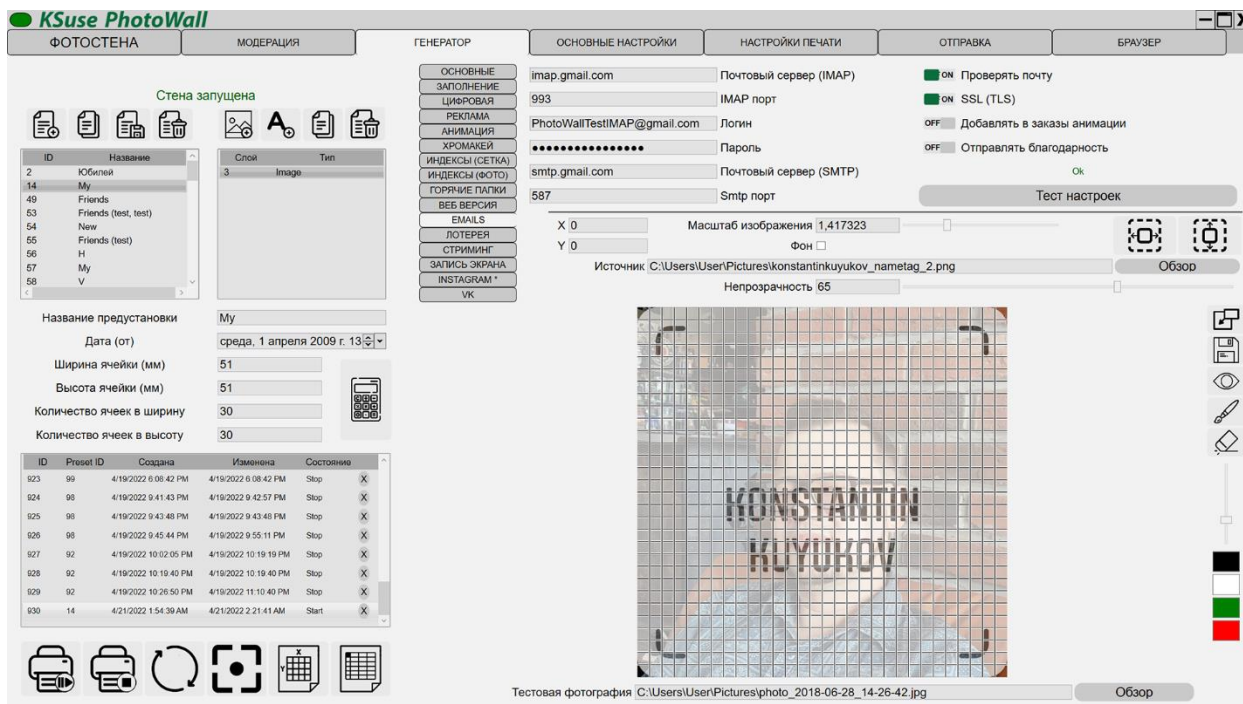 KSuse PhotoWall
ФОТОСТЕНА МОДЕРАЦИЯ ГЕНЕРАТОР ОСНОВНЫЕ НАСТРОЙКИ НАСТРОЙКИ ПЕЧАТИ ОТПРАВКА БРАУЗЕР
Стена запущена
ID Название
2 Юбилей
14 My
49 Friends
53 Friends (test, test)
54 New
55 Friends (test)
56 H
57 My
58 V
Слой Тип
3 Image
Название предустановки My
Дата (от) среда, 1 апреля 2009 г. 13
Ширина ячейки (мм) 51
Высота ячейки (мм) 51
Количество ячеек в ширину 30
Количество ячеек в высоту 30
ID Preset ID Создана Изменена Состояние
923 99 4/19/2022 6:08:42 PM 4/19/2022 6:08:42 PM Stop X
924 98 4/19/2022 9:41:43 PM 4/19/2022 9:42:57 PM Stop X
925 98 4/19/2022 9:43:48 PM 4/19/2022 9:43:48 PM Stop X
926 98 4/19/2022 9:45:44 PM 4/19/2022 9:55:11 PM Stop X
927 92 4/19/2022 10:02:05 PM 4/19/2022 10:19:19 PM Stop X
928 92 4/19/2022 10:19:40 PM 4/19/2022 10:19:40 PM Stop X
929 92 4/19/2022 10:26:50 PM 4/19/2022 11:10:40 PM Stop X
930 14 4/21/2022 1:54:39 AM 4/21/2022 2:21:41 AM Start X
X
Y
ОСНОВНЫЕ
ЗАПОЛНЕНИЕ
ЦИФРОВАЯ
РЕКЛАМА
АНИМАЦИЯ
ХРОМАКЕЙ
ИНДЕКСЫ (СЕТКА)
ИНДЕКСЫ (ФОТО)
ГОРЯЧИЕ ПАПКИ
ВЕБ ВЕРСИЯ
EMAILS
ЛОТЕРЕЯ
СТРИМИНГ
ЗАПИСЬ ЭКРАНА
INSTAGRAM *
VK
imap.gmail.com Почтовый сервер (IMAP)
993 IMAP порт
PhotoWallTestIMAP@gmail.com Логин
●●●●●●●●●●●●●●●● Пароль
smtp.gmail.com Почтовый сервер (SMTP)
587 Smtp порт
ON Проверять почту
ON SSL (TLS)
OFF Добавлять в заказы анимации
OFF Отправлять благодарность
Ok
Тест настроек
X 0 Масштаб изображения 1,417323
Y 0 Фон
Источник C:\Users\User\Pictures\konstantinkuyukov_nametag_2.png Обзор
Непрозрачность 65
KONSTANTIN
KUYUKOV
Тестовая фотография C:\Users\User\Pictures\photo_2018-06-28_14-26-42.jpg Обзор